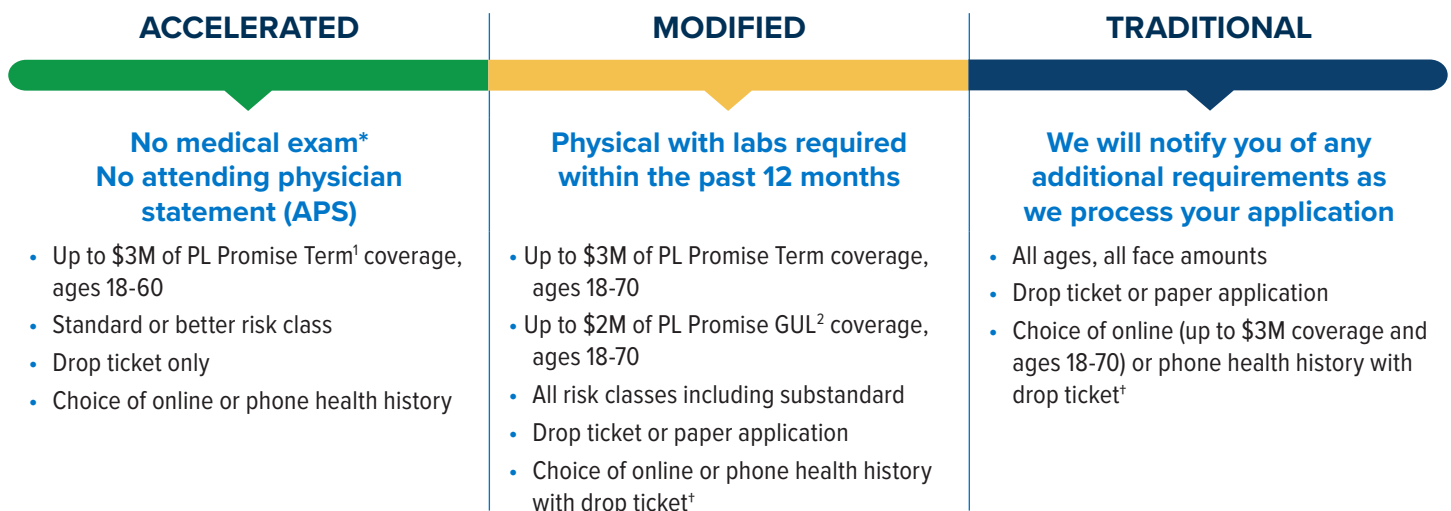 ACCELERATED
No medical exam*
No attending physician
statement (APS)
• Up to $3M of PL Promise Term¹ coverage,
ages 18-60
• Standard or better risk class
• Drop ticket only
• Choice of online or phone health history
MODIFIED
Physical with labs required
within the past 12 months
• Up to $3M of PL Promise Term coverage,
ages 18-70
• Up to $2M of PL Promise GUL² coverage,
ages 18-70
• All risk classes including substandard
• Drop ticket or paper application
• Choice of online or phone health history
with drop ticket†
TRADITIONAL
We will notify you of any
additional requirements as
we process your application
• All ages, all face amounts
• Drop ticket or paper application
• Choice of online (up to $3M coverage and
ages 18-70) or phone health history with
drop ticket†